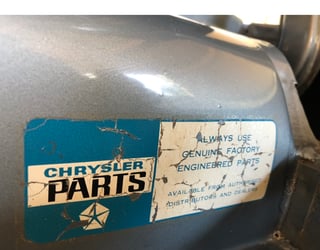 CHRYSLER
PARTS
ALWAYS USE
GENUINE FACTORY
ENGINEERED PARTS
AVAILABLE FROM
DISTRIBUTORS AND